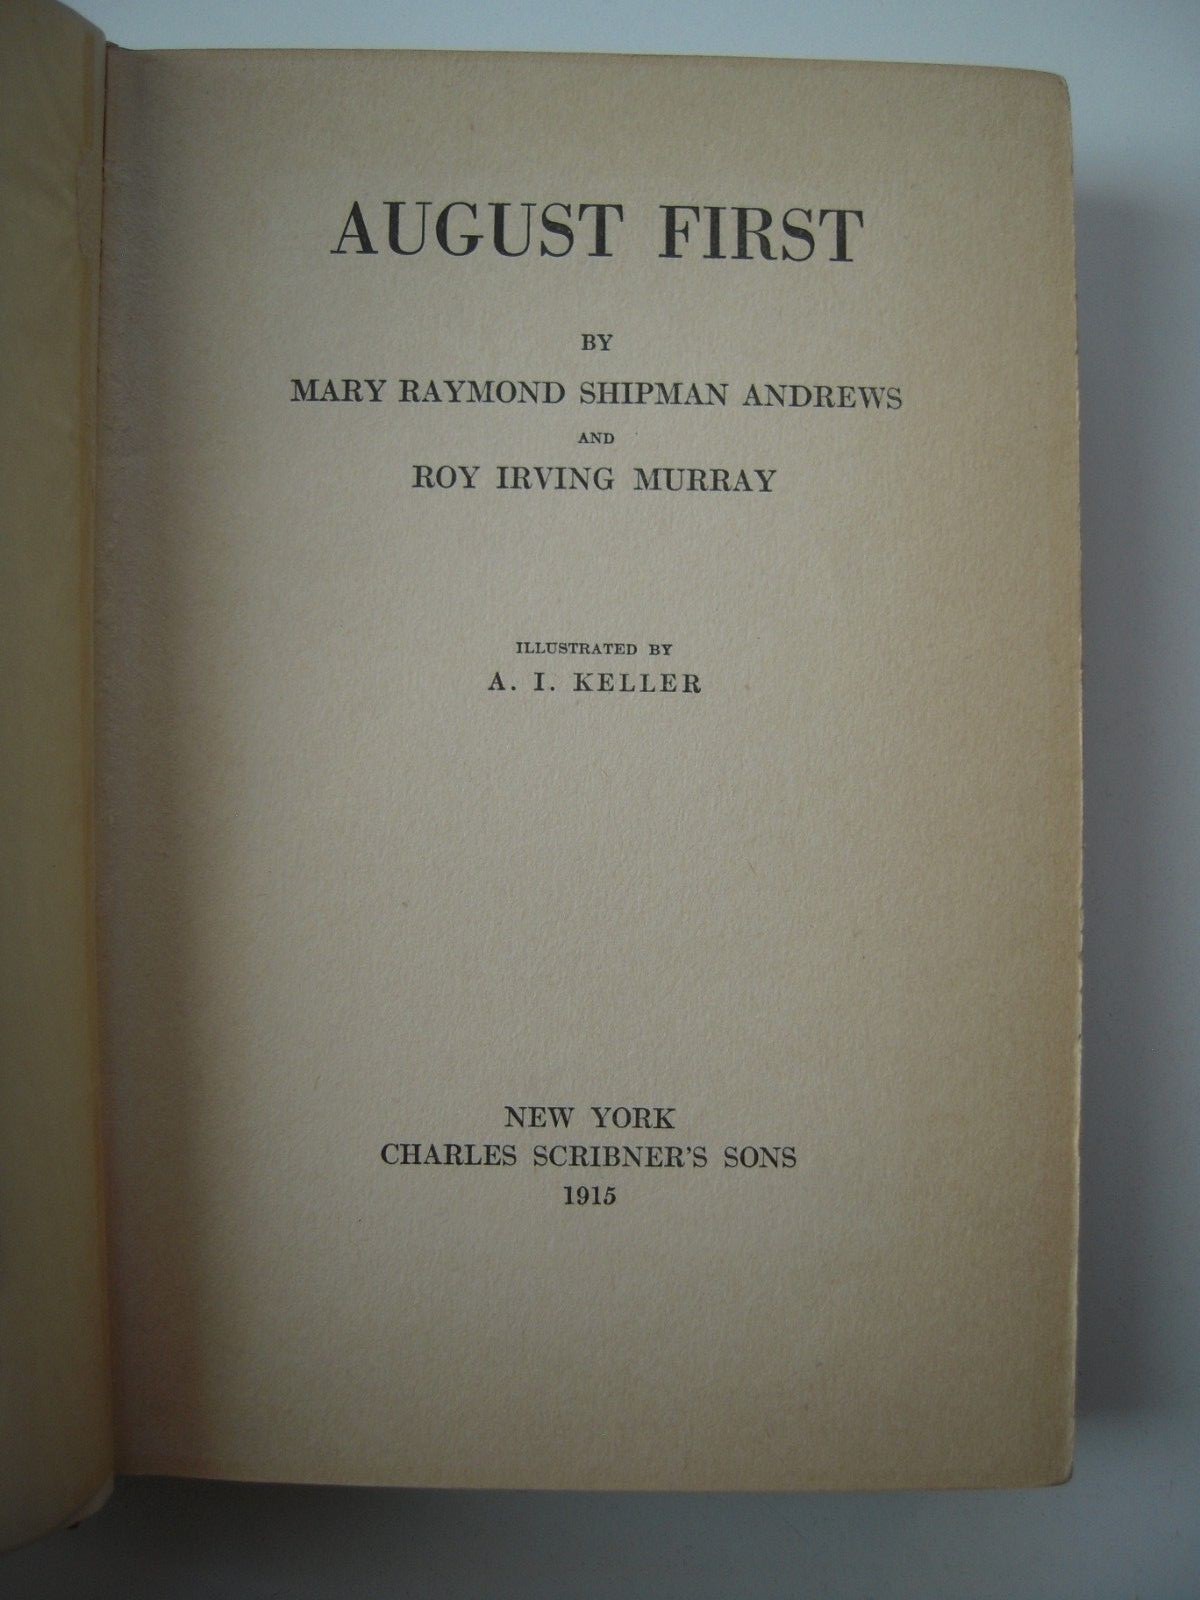 AUGUST FIRST
BY
MARY RAYMOND SHIPMAN ANDREWS
AND
ROY IRVING MURRAY
ILLUSTRATED BY
A. I. KELLER
NEW YORK
CHARLES SCRIBNER'S SONS
1915